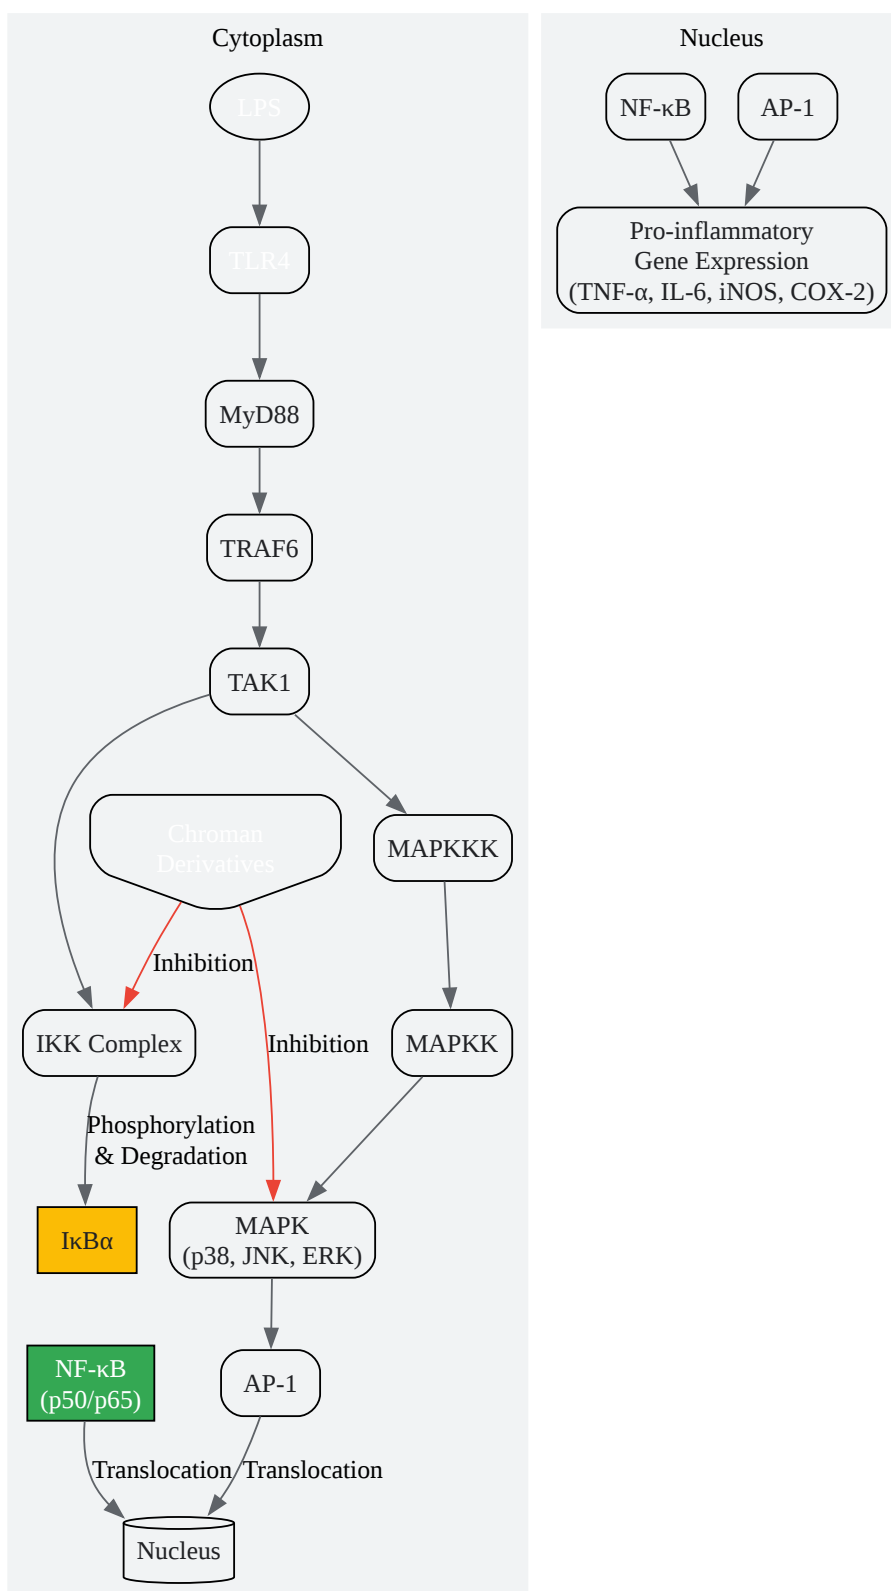 Cytoplasm
LPS
TLR4
MyD88
TRAF6
TAK1
Chroman
Derivatives
MAPKKK
Inhibition
IKK Complex
Inhibition
MAPKK
Phosphorylation
& Degradation
IκBα
MAPK
(p38, JNK, ERK)
NF-κB
(p50/p65)
AP-1
Translocation
Translocation
Nucleus
Nucleus
NF-κB
AP-1
Pro-inflammatory
Gene Expression
(TNF-α, IL-6, iNOS, COX-2)